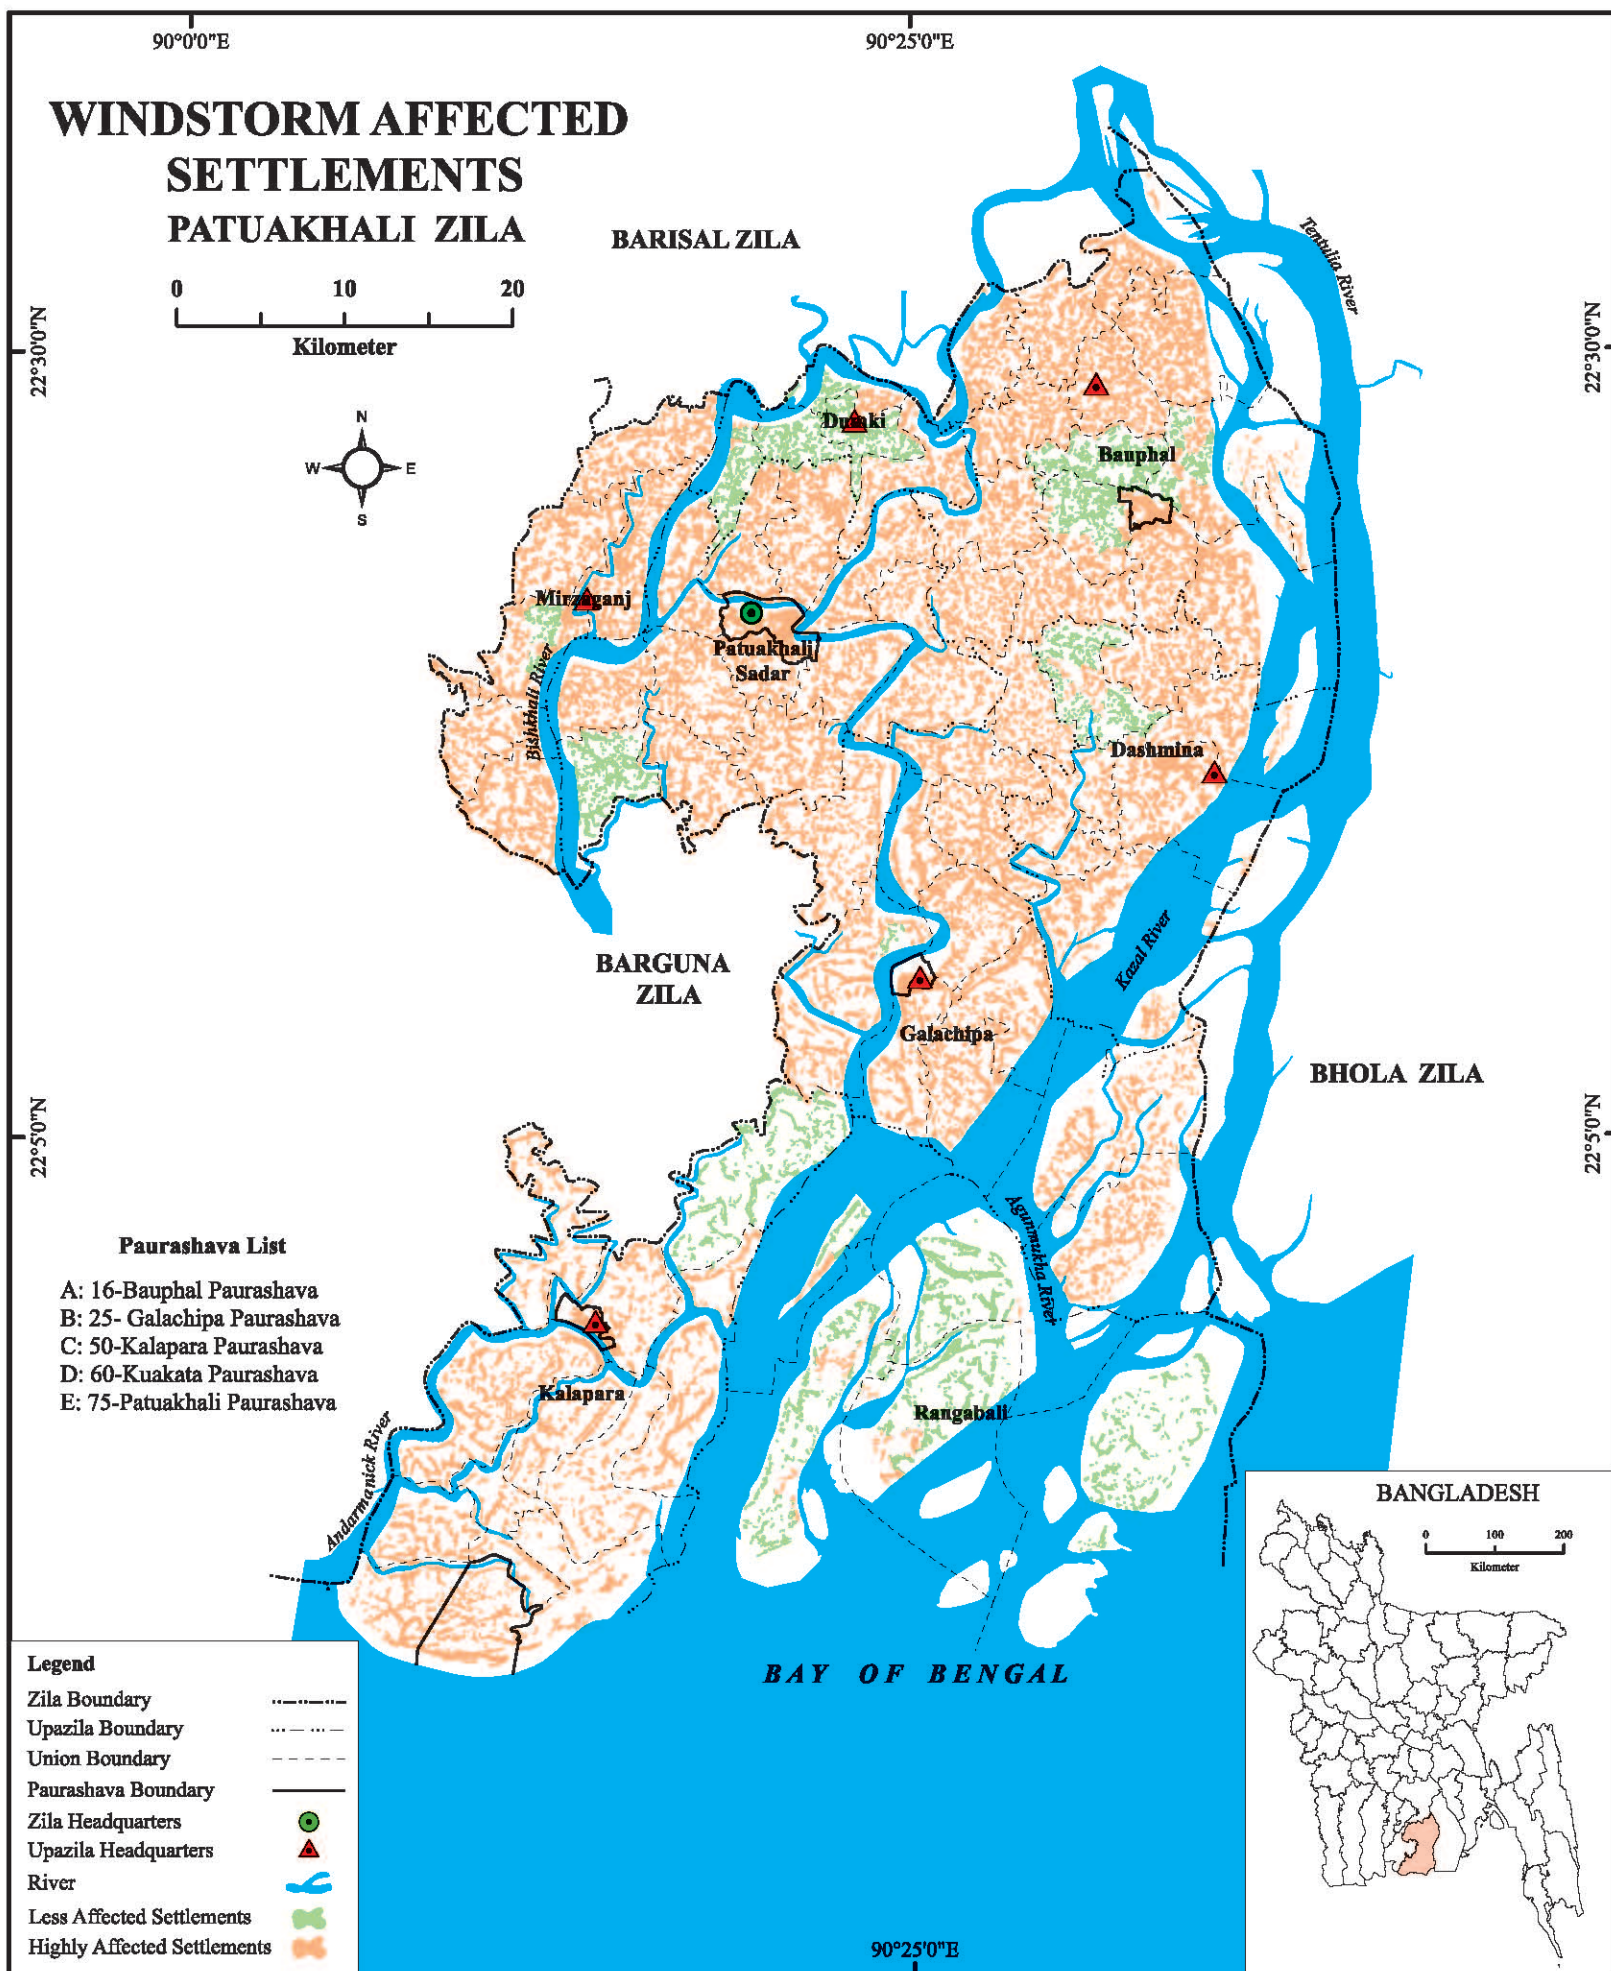 90°0'0"E
90°25'0"E
WINDSTORM AFFECTED
SETTLEMENTS
PATUAKHALI ZILA
0 10 20
Kilometer
BARISAL ZILA
Tentulia River
22°30'0"N
22°30'0"N
N
W E
S
Dumki
Bauphal
Mirzaganj
Patuakhali
Sadar
Bishkhali River
Dashmina
BARGUNA
ZILA
Kazal River
Galachipa
BHOLA ZILA
22°5'0"N
22°5'0"N
Agunmukha River
Paurashava List
A: 16-Bauphal Paurashava
B: 25- Galachipa Paurashava
C: 50-Kalapara Paurashava
D: 60-Kuakata Paurashava
E: 75-Patuakhali Paurashava
Kalapara
Rangabali
Andarmanick River
BAY OF BENGAL
BANGLADESH
0 100 200
Kilometer
Legend
Zila Boundary
Upazila Boundary
Union Boundary
Paurashava Boundary
Zila Headquarters
Upazila Headquarters
River
Less Affected Settlements
Highly Affected Settlements
90°25'0"E